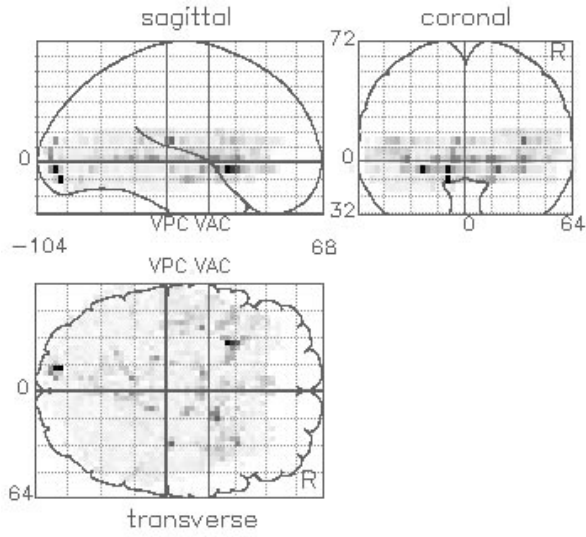 sagittal coronal
72 R
0 0
32
VPC VAC 0 64
−104 68
VPC VAC
0
R
64
transverse